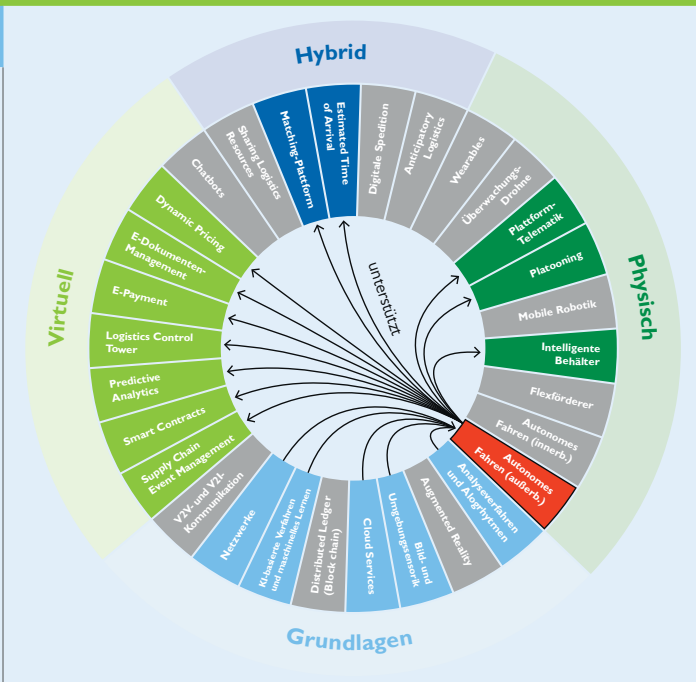 Hybrid
Physisch
Grundlagen
Virtuell
unterstützt
Matching-Plattform
Estimated Time
of Arrival
Digitale Spedition
Anticipatory
Logistics
Wearables
Überwachungs-
Drohne
Plattform-
Telematik
Platooning
Mobile Robotik
Intelligente
Behälter
Flexförderer
Autonomes
Fahren (innerb.)
Autonomes
Fahren (außerb.)
Analyseverfahren
und Alogrhytmen
Augmented Reality
Bild- und
Umgebungssensorik
Cloud Services
Distributed Ledger
(Block chain)
KI-basierte Verfahren
und maschinelles Lernen
Netzwerke
V2V- und V2I-
Kommunikation
Supply Chain
Event Management
Smart Contracts
Predictive
Analytics
Logistics Control
Tower
E-Payment
E-Dokumenten-
Management
Dynamic Pricing
Chatbots
Sharing Logistics
Resources